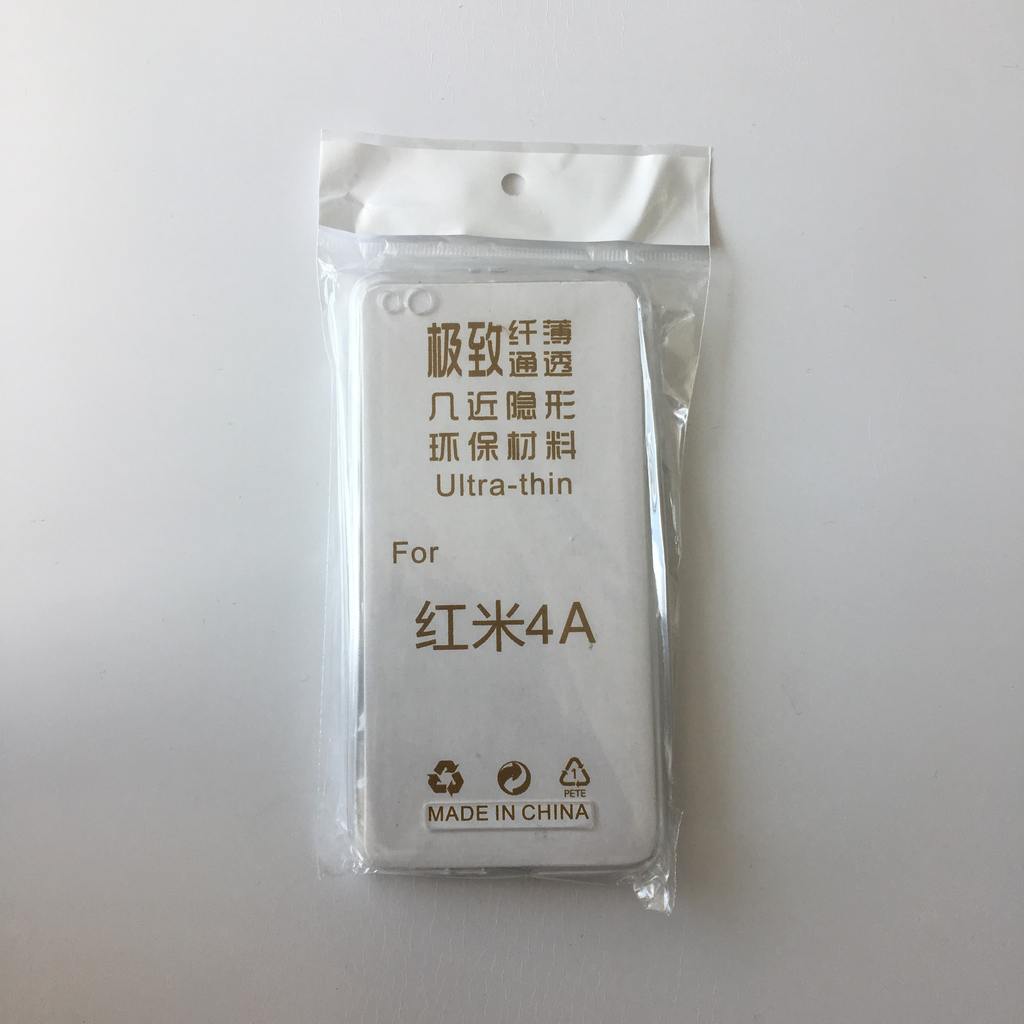 极致纤薄
通透
几近隐形
环保材料
Ultra-thin
For
红米4A
1
PETE
MADE IN CHINA